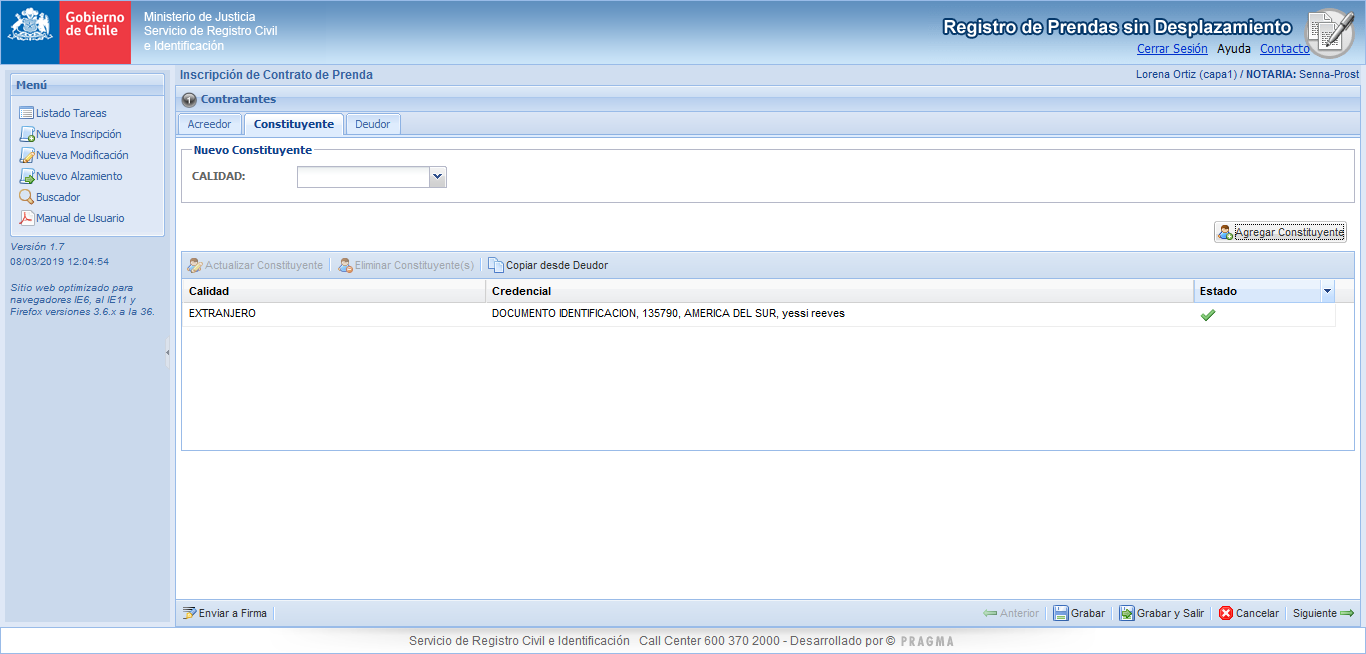 Gobierno
de Chile
Ministerio de Justicia
Servicio de Registro Civil
e Identificación
Registro de Prendas sin Desplazamiento
Cerrar Sesión Ayuda Contacto
Menú
Listado Tareas
Nueva Inscripción
Nueva Modificación
Nuevo Alzamiento
Buscador
Manual de Usuario
Versión 1.7
08/03/2019 12:04:54
Sitio web optimizado para
navegadores IE6, al IE11 y
Firefox versiones 3.6.x a la 36.
Inscripción de Contrato de Prenda
Lorena Ortiz (capa1) / NOTARIA: Senna-Prost
Contratantes
Acreedor Constituyente Deudor
Nuevo Constituyente
CALIDAD:
Agregar Constituyente
Actualizar Constituyente Eliminar Constituyente(s) Copiar desde Deudor
Calidad Credencial Estado
EXTRANJERO DOCUMENTO IDENTIFICACION, 135790, AMERICA DEL SUR, yessi reeves
Enviar a Firma Anterior Grabar Grabar y Salir Cancelar Siguiente
Servicio de Registro Civil e Identificación Call Center 600 370 2000 - Desarrollado por © PRAGMA